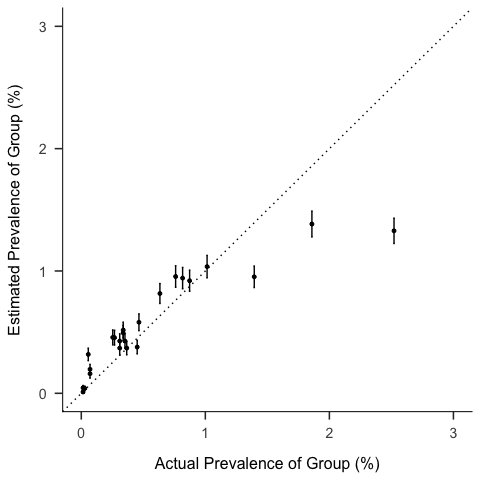 3
2
1
0
Estimated Prevalence of Group (%)
0 1 2 3
Actual Prevalence of Group (%)